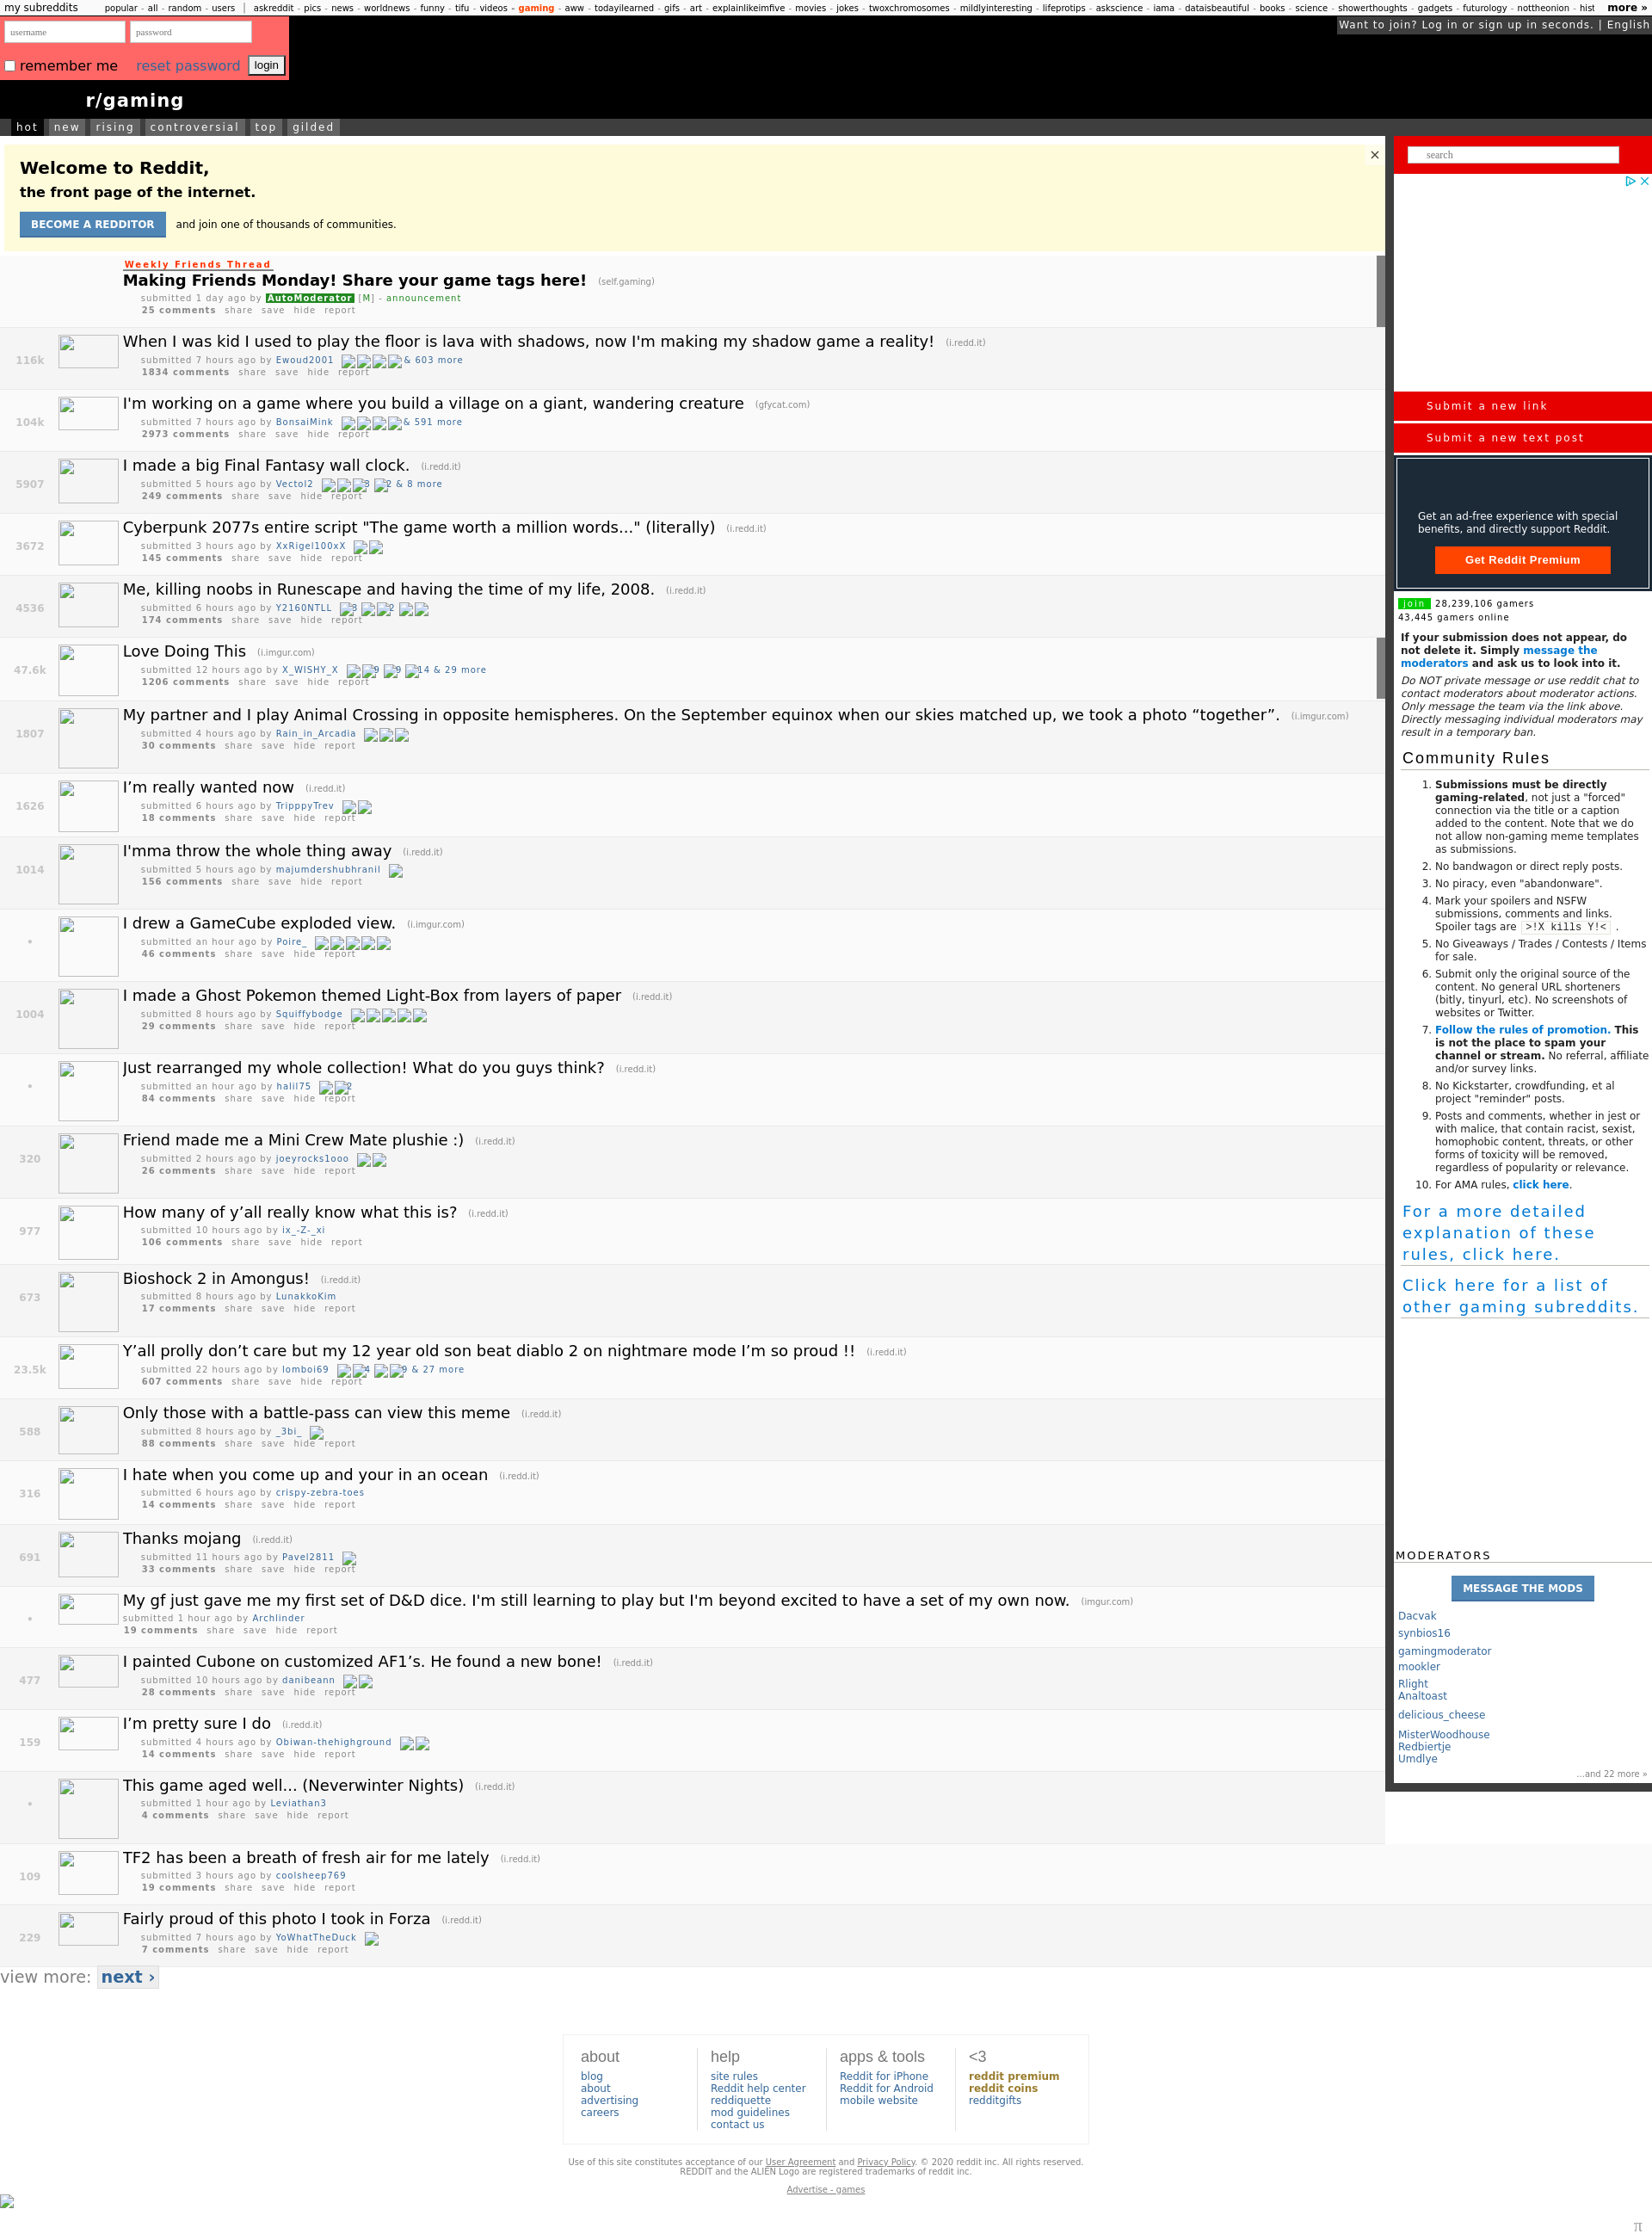 my subreddits popular - all - random - users | askreddit - pics - news - worldnews - funny - tifu - videos - gaming - aww - todayilearned - gifs - art - explainlikeimfive - movies - jokes - twoxchromosomes - mildlyinteresting - lifeprotips - askscience - iama - dataisbeautiful - books - science - showerthoughts - gadgets - futurology - nottheonion - hist more »
username password
Want to join? Log in or sign up in seconds. | English
remember me reset password login
r/gaming
hot new rising controversial top gilded
Welcome to Reddit,
the front page of the internet.
BECOME A REDDITOR and join one of thousands of communities.
×
Weekly Friends Thread
Making Friends Monday! Share your game tags here! (self.gaming)
submitted 1 day ago by AutoModerator [M] - announcement
25 comments share save hide report
116k
When I was kid I used to play the floor is lava with shadows, now I'm making my shadow game a reality! (i.redd.it)
submitted 7 hours ago by Ewoud2001 & 603 more
1834 comments share save hide report
104k
I'm working on a game where you build a village on a giant, wandering creature (gfycat.com)
submitted 7 hours ago by BonsaiMink & 591 more
2973 comments share save hide report
5907
I made a big Final Fantasy wall clock. (i.redd.it)
submitted 5 hours ago by Vectol2 3 2 & 8 more
249 comments share save hide report
3672
Cyberpunk 2077s entire script "The game worth a million words..." (literally) (i.redd.it)
submitted 3 hours ago by XxRigel100xX
145 comments share save hide report
4536
Me, killing noobs in Runescape and having the time of my life, 2008. (i.redd.it)
submitted 6 hours ago by Y2160NTLL 3 2
174 comments share save hide report
47.6k
Love Doing This (i.imgur.com)
submitted 12 hours ago by X_WISHY_X 9 9 14 & 29 more
1206 comments share save hide report
1807
My partner and I play Animal Crossing in opposite hemispheres. On the September equinox when our skies matched up, we took a photo “together”. (i.imgur.com)
submitted 4 hours ago by Rain_in_Arcadia
30 comments share save hide report
1626
I’m really wanted now (i.redd.it)
submitted 6 hours ago by TripppyTrev
18 comments share save hide report
1014
I'mma throw the whole thing away (i.redd.it)
submitted 5 hours ago by majumdershubhranil
156 comments share save hide report
•
I drew a GameCube exploded view. (i.imgur.com)
submitted an hour ago by Poire_
46 comments share save hide report
1004
I made a Ghost Pokemon themed Light-Box from layers of paper (i.redd.it)
submitted 8 hours ago by Squiffybodge
29 comments share save hide report
•
Just rearranged my whole collection! What do you guys think? (i.redd.it)
submitted an hour ago by halil75 2
84 comments share save hide report
320
Friend made me a Mini Crew Mate plushie :) (i.redd.it)
submitted 2 hours ago by joeyrocks1ooo
26 comments share save hide report
977
How many of y’all really know what this is? (i.redd.it)
submitted 10 hours ago by ix_-Z-_xi
106 comments share save hide report
673
Bioshock 2 in Amongus! (i.redd.it)
submitted 8 hours ago by LunakkoKim
17 comments share save hide report
23.5k
Y’all prolly don’t care but my 12 year old son beat diablo 2 on nightmare mode I’m so proud !! (i.redd.it)
submitted 22 hours ago by lomboi69 4 9 & 27 more
607 comments share save hide report
588
Only those with a battle-pass can view this meme (i.redd.it)
submitted 8 hours ago by _3bi_
88 comments share save hide report
316
I hate when you come up and your in an ocean (i.redd.it)
submitted 6 hours ago by crispy-zebra-toes
14 comments share save hide report
691
Thanks mojang (i.redd.it)
submitted 11 hours ago by Pavel2811
33 comments share save hide report
•
My gf just gave me my first set of D&D dice. I'm still learning to play but I'm beyond excited to have a set of my own now. (imgur.com)
submitted 1 hour ago by Archlinder
19 comments share save hide report
477
I painted Cubone on customized AF1’s. He found a new bone! (i.redd.it)
submitted 10 hours ago by danibeann
28 comments share save hide report
159
I’m pretty sure I do (i.redd.it)
submitted 4 hours ago by Obiwan-thehighground
14 comments share save hide report
•
This game aged well... (Neverwinter Nights) (i.redd.it)
submitted 1 hour ago by Leviathan3
4 comments share save hide report
109
TF2 has been a breath of fresh air for me lately (i.redd.it)
submitted 3 hours ago by coolsheep769
19 comments share save hide report
229
Fairly proud of this photo I took in Forza (i.redd.it)
submitted 7 hours ago by YoWhatTheDuck
7 comments share save hide report
view more: next ›
search
Submit a new link
Submit a new text post
Get an ad-free experience with special
benefits, and directly support Reddit.
Get Reddit Premium
join 28,239,106 gamers
43,445 gamers online
If your submission does not appear, do
not delete it. Simply message the
moderators and ask us to look into it.
Do NOT private message or use reddit chat to
contact moderators about moderator actions.
Only message the team via the link above.
Directly messaging individual moderators may
result in a temporary ban.
Community Rules
1. Submissions must be directly
gaming-related, not just a "forced"
connection via the title or a caption
added to the content. Note that we do
not allow non-gaming meme templates
as submissions.
2. No bandwagon or direct reply posts.
3. No piracy, even "abandonware".
4. Mark your spoilers and NSFW
submissions, comments and links.
Spoiler tags are >!X kills Y!< .
5. No Giveaways / Trades / Contests / Items
for sale.
6. Submit only the original source of the
content. No general URL shorteners
(bitly, tinyurl, etc). No screenshots of
websites or Twitter.
7. Follow the rules of promotion. This
is not the place to spam your
channel or stream. No referral, affiliate
and/or survey links.
8. No Kickstarter, crowdfunding, et al
project "reminder" posts.
9. Posts and comments, whether in jest or
with malice, that contain racist, sexist,
homophobic content, threats, or other
forms of toxicity will be removed,
regardless of popularity or relevance.
10. For AMA rules, click here.
For a more detailed
explanation of these
rules, click here.
Click here for a list of
other gaming subreddits.
MODERATORS
MESSAGE THE MODS
Dacvak
synbios16
gamingmoderator
mookler
Rlight
Analtoast
delicious_cheese
MisterWoodhouse
Redbiertje
Umdlye
...and 22 more »
about
blog
about
advertising
careers
help
site rules
Reddit help center
reddiquette
mod guidelines
contact us
apps & tools
Reddit for iPhone
Reddit for Android
mobile website
<3
reddit premium
reddit coins
redditgifts
Use of this site constitutes acceptance of our User Agreement and Privacy Policy. © 2020 reddit inc. All rights reserved.
REDDIT and the ALIEN Logo are registered trademarks of reddit inc.
Advertise - games
π